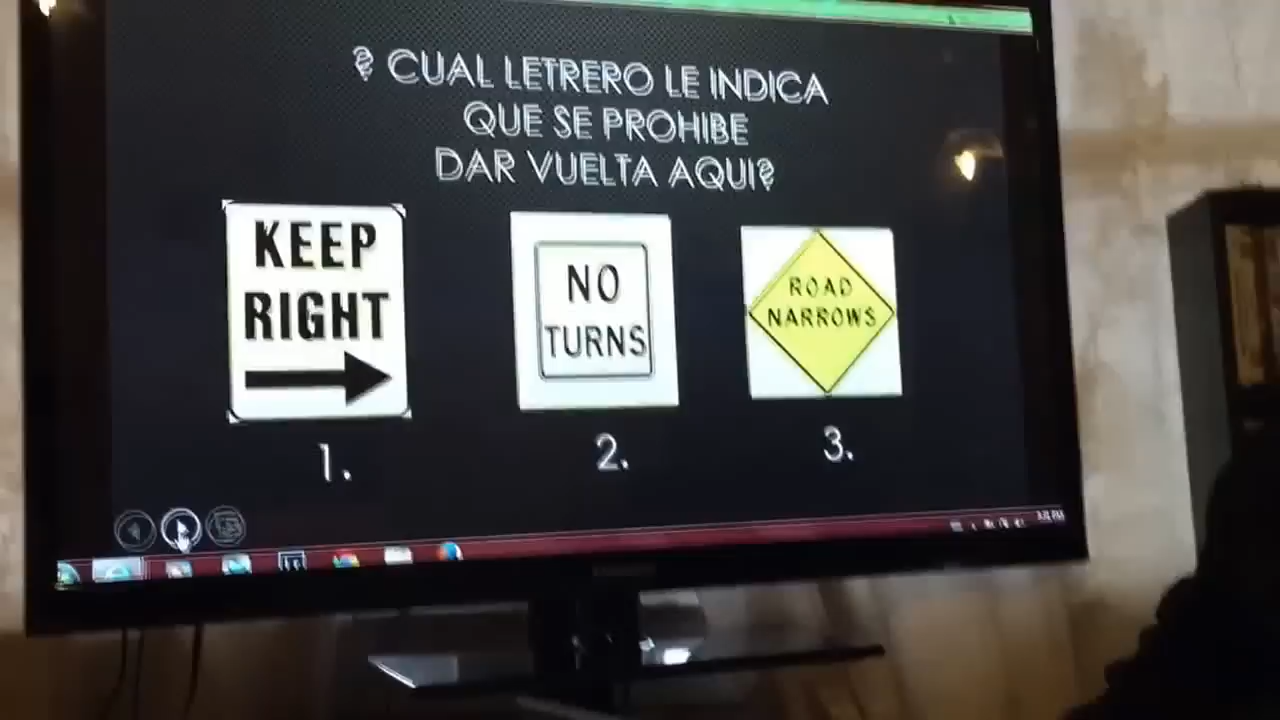 ? CUAL LETRERO LE INDICA
QUE SE PROHIBE
DAR VUELTA AQUI?
KEEP
RIGHT
1.
NO
TURNS
2.
ROAD
NARROWS
3.